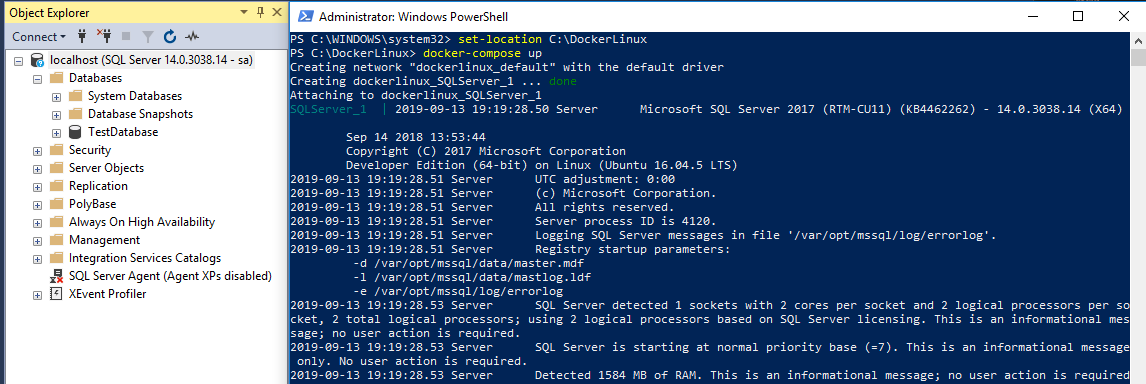 Object Explorer
Connect
localhost (SQL Server 14.0.3038.14 - sa)
Databases
System Databases
Database Snapshots
TestDatabase
Security
Server Objects
Replication
PolyBase
Always On High Availability
Management
Integration Services Catalogs
SQL Server Agent (Agent XPs disabled)
XEvent Profiler
Administrator: Windows PowerShell
PS C:\WINDOWS\system32> set-location C:\DockerLinux
PS C:\DockerLinux> docker-compose up
Creating network "dockerlinux_default" with the default driver
Creating dockerlinux_SQLServer_1 ... done
Attaching to dockerlinux_SQLServer_1
SQLServer_1 | 2019-09-13 19:19:28.50 Server Microsoft SQL Server 2017 (RTM-CU11) (KB4462262) - 14.0.3038.14 (X64)
Sep 14 2018 13:53:44
Copyright (C) 2017 Microsoft Corporation
Developer Edition (64-bit) on Linux (Ubuntu 16.04.5 LTS)
2019-09-13 19:19:28.51 Server UTC adjustment: 0:00
2019-09-13 19:19:28.51 Server (c) Microsoft Corporation.
2019-09-13 19:19:28.51 Server All rights reserved.
2019-09-13 19:19:28.51 Server Server process ID is 4120.
2019-09-13 19:19:28.51 Server Logging SQL Server messages in file '/var/opt/mssql/log/errorlog'.
2019-09-13 19:19:28.51 Server Registry startup parameters:
-d /var/opt/mssql/data/master.mdf
-l /var/opt/mssql/data/mastlog.ldf
-e /var/opt/mssql/log/errorlog
2019-09-13 19:19:28.53 Server SQL Server detected 1 sockets with 2 cores per socket and 2 logical processors per so
cket, 2 total logical processors; using 2 logical processors based on SQL Server licensing. This is an informational mes
sage; no user action is required.
2019-09-13 19:19:28.53 Server SQL Server is starting at normal priority base (=7). This is an informational message
only. No user action is required.
2019-09-13 19:19:28.53 Server Detected 1584 MB of RAM. This is an informational message; no user action is required